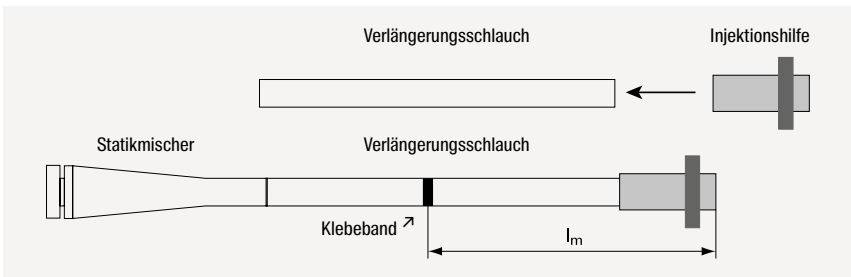 Verlängerungsschlauch
Injektionshilfe
Statikmischer
Verlängerungsschlauch
Klebeband
lm